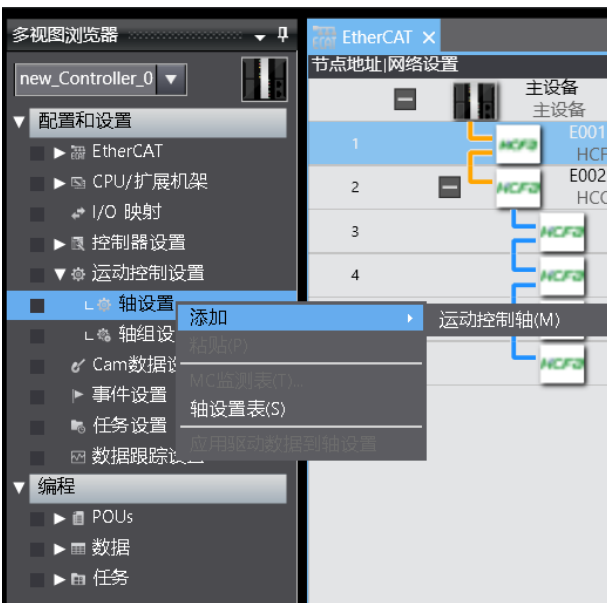 多视图浏览器
new_Controller_0
配置和设置
EtherCAT
CPU/扩展机架
I/O 映射
控制器设置
运动控制设置
轴设置
轴组设
Cam数据设
事件设置
任务设置
数据跟踪设置
编程
POUs
数据
任务
添加
粘贴(P)
MC监测表(T)...
轴设置表(S)
应用驱动数据到轴设置
运动控制轴(M)
EtherCAT
节点地址|网络设置
主设备
主设备
1
HCFA
E001
HCF
2
HCFA
E002
HCC
3
HCFA
4
HCFA
HCFA